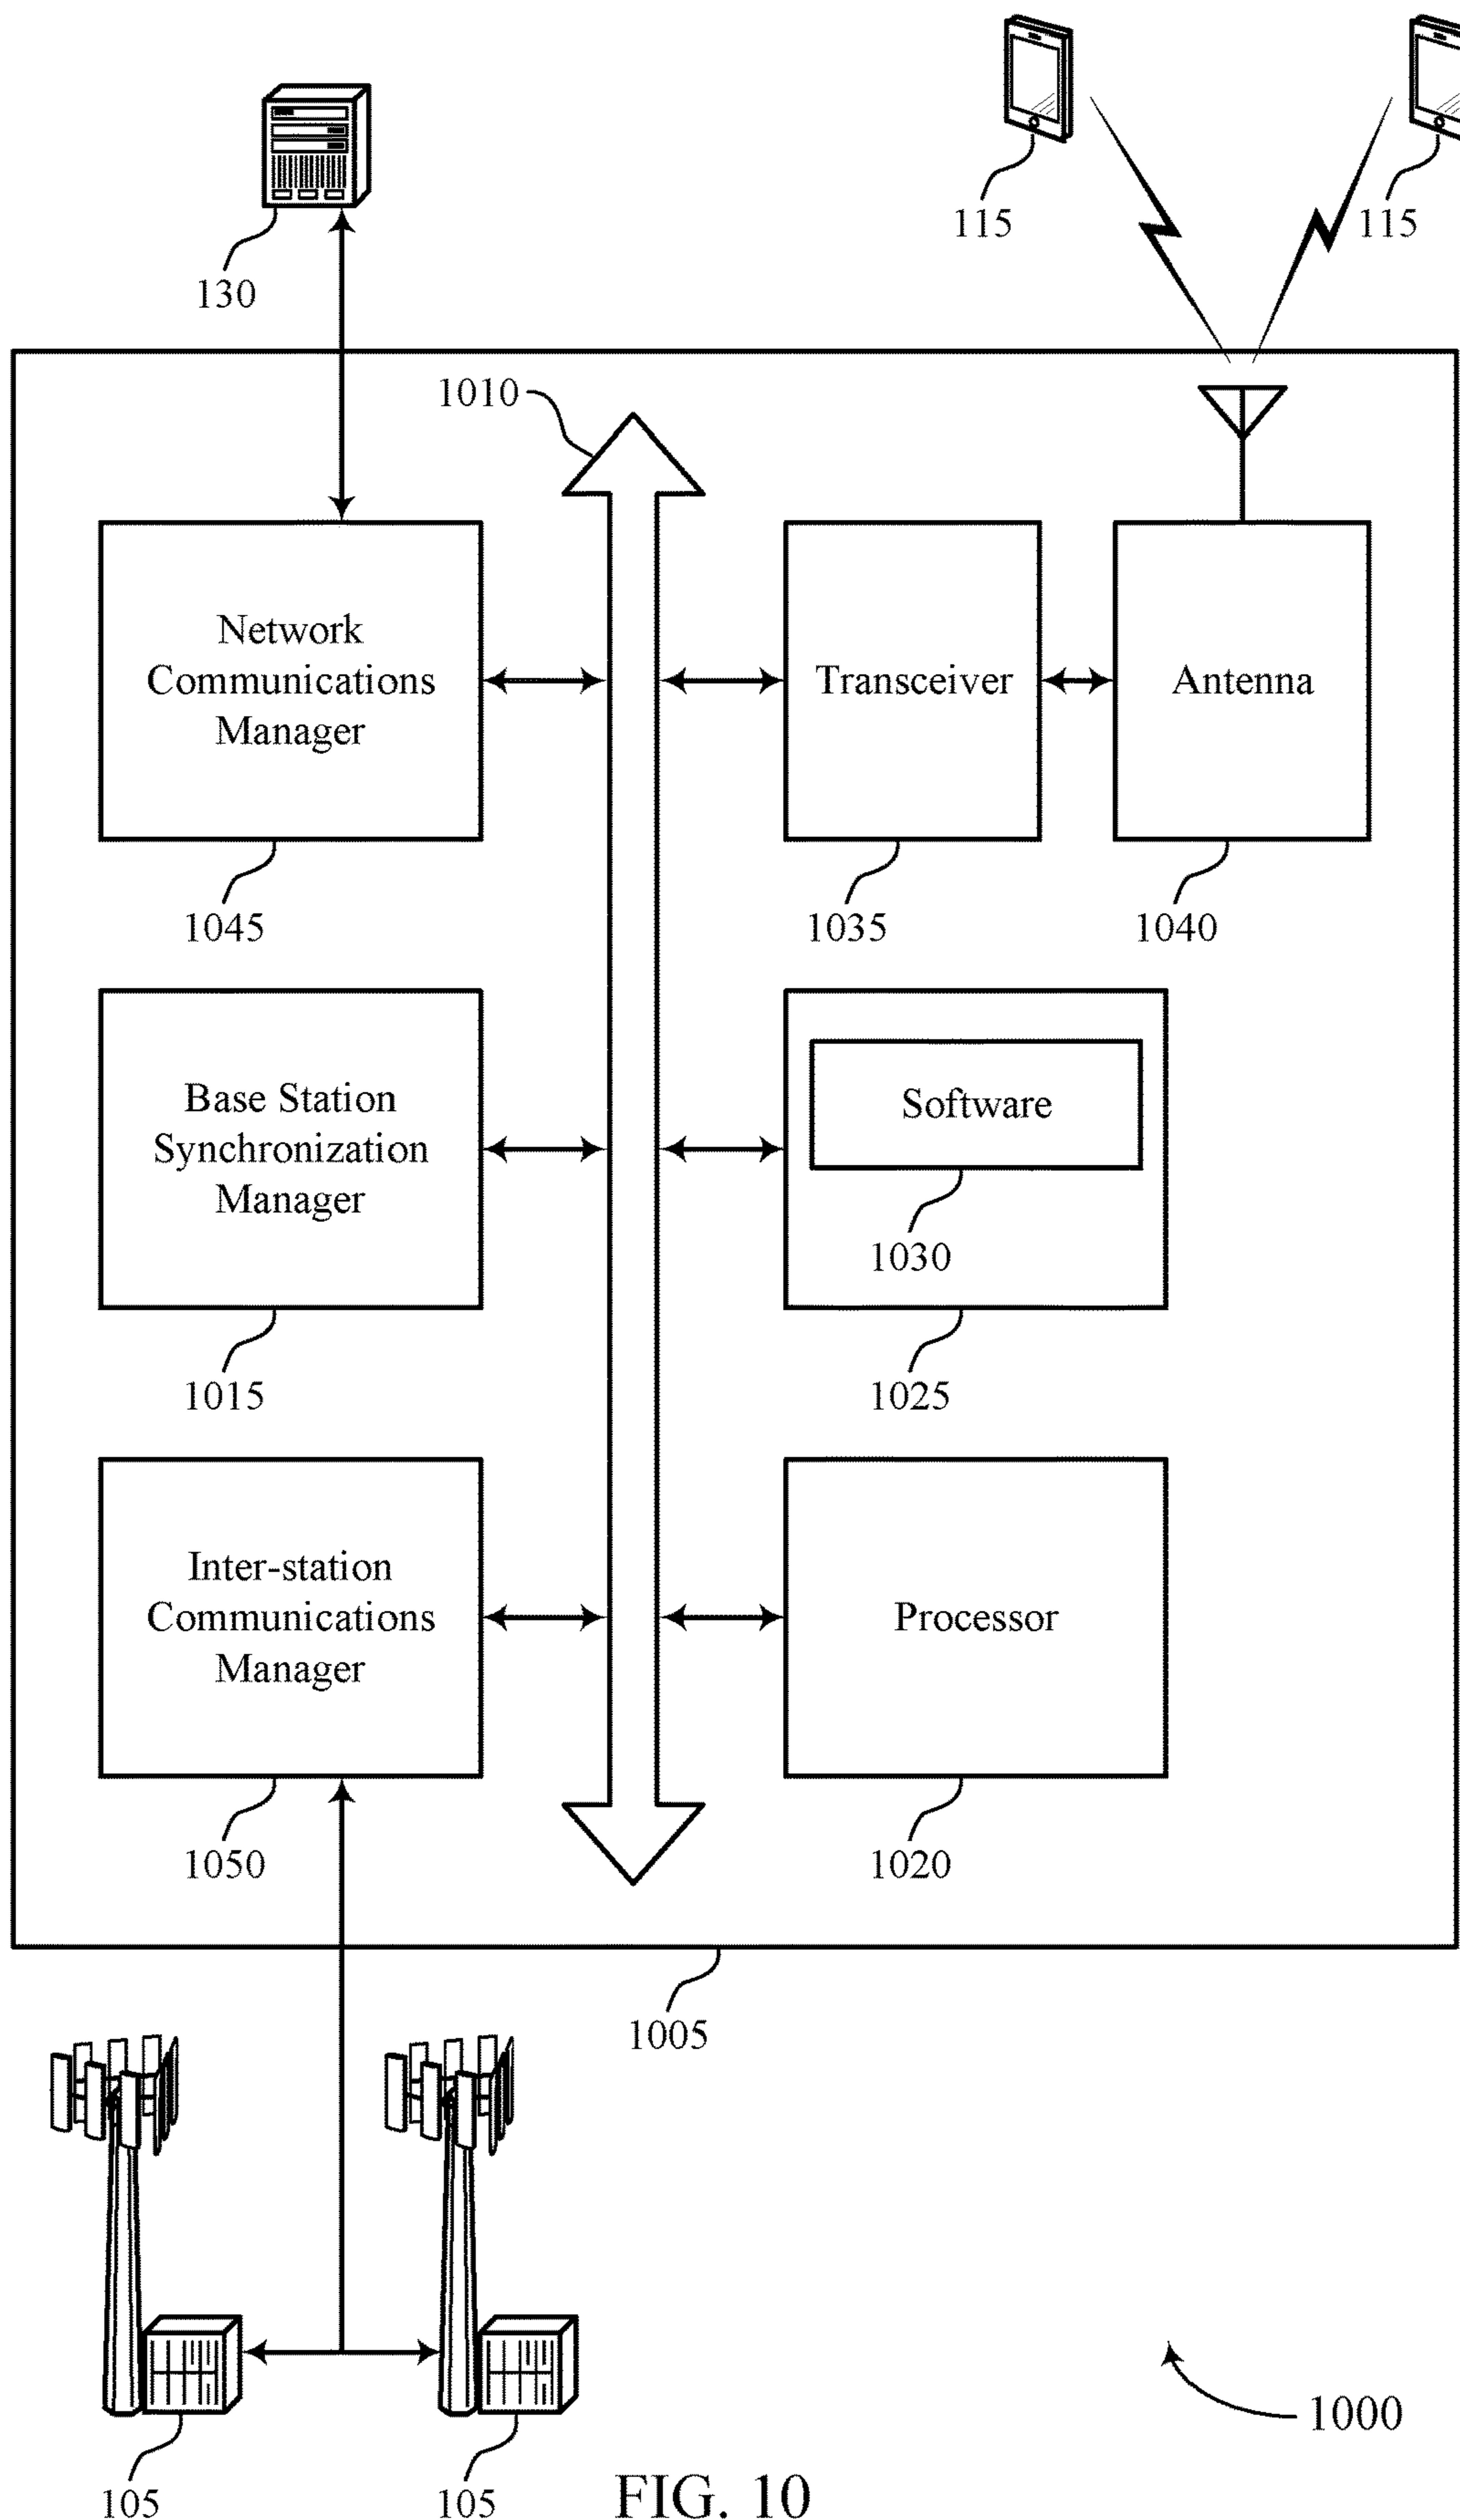 115
115
130
1010
Network
Communications
Manager
Transceiver
Antenna
1045
1035
1040
Base Station
Synchronization
Manager
Software
1030
1015
1025
Inter-station
Communications
Manager
Processor
1050
1020
1005
1000
105
105
FIG. 10